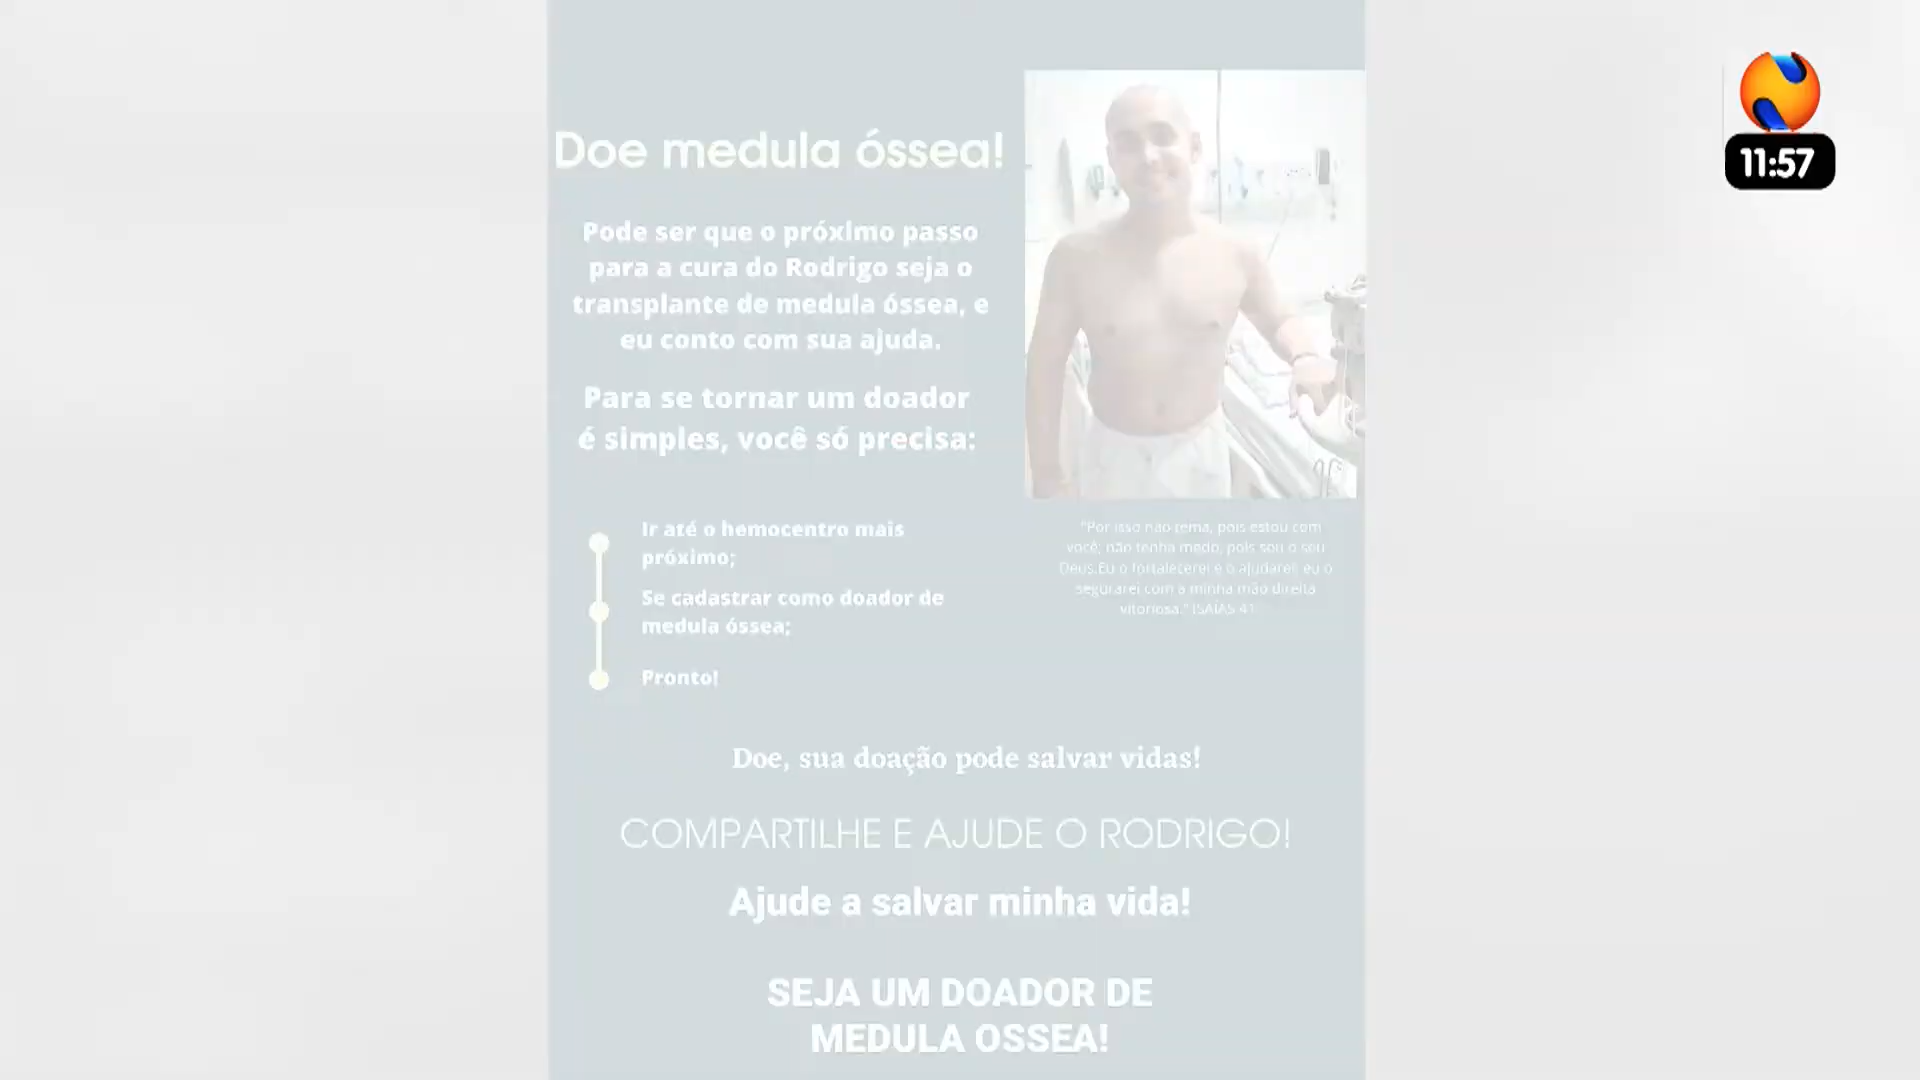 Doe medula óssea!
Pode ser que o próximo passo
para a cura do Rodrigo seja o
transplante de medula óssea, e
eu conto com sua ajuda.
Para se tornar um doador
é simples, você só precisa:
Ir até o hemocentro mais
próximo;
Se cadastrar como doador de
medula óssea;
Pronto!
"Por isso não tema, pois estou com
você; não tenha medo, pois sou o seu
Deus.Eu o fortalecerei e o ajudarei; eu o
segurarei com a minha mão direita
vitoriosa." ISAIAS 41
Doe, sua doação pode salvar vidas!
COMPARTILHE E AJUDE O RODRIGO!
Ajude a salvar minha vida!
SEJA UM DOADOR DE
MEDULA OSSEA!
11:57